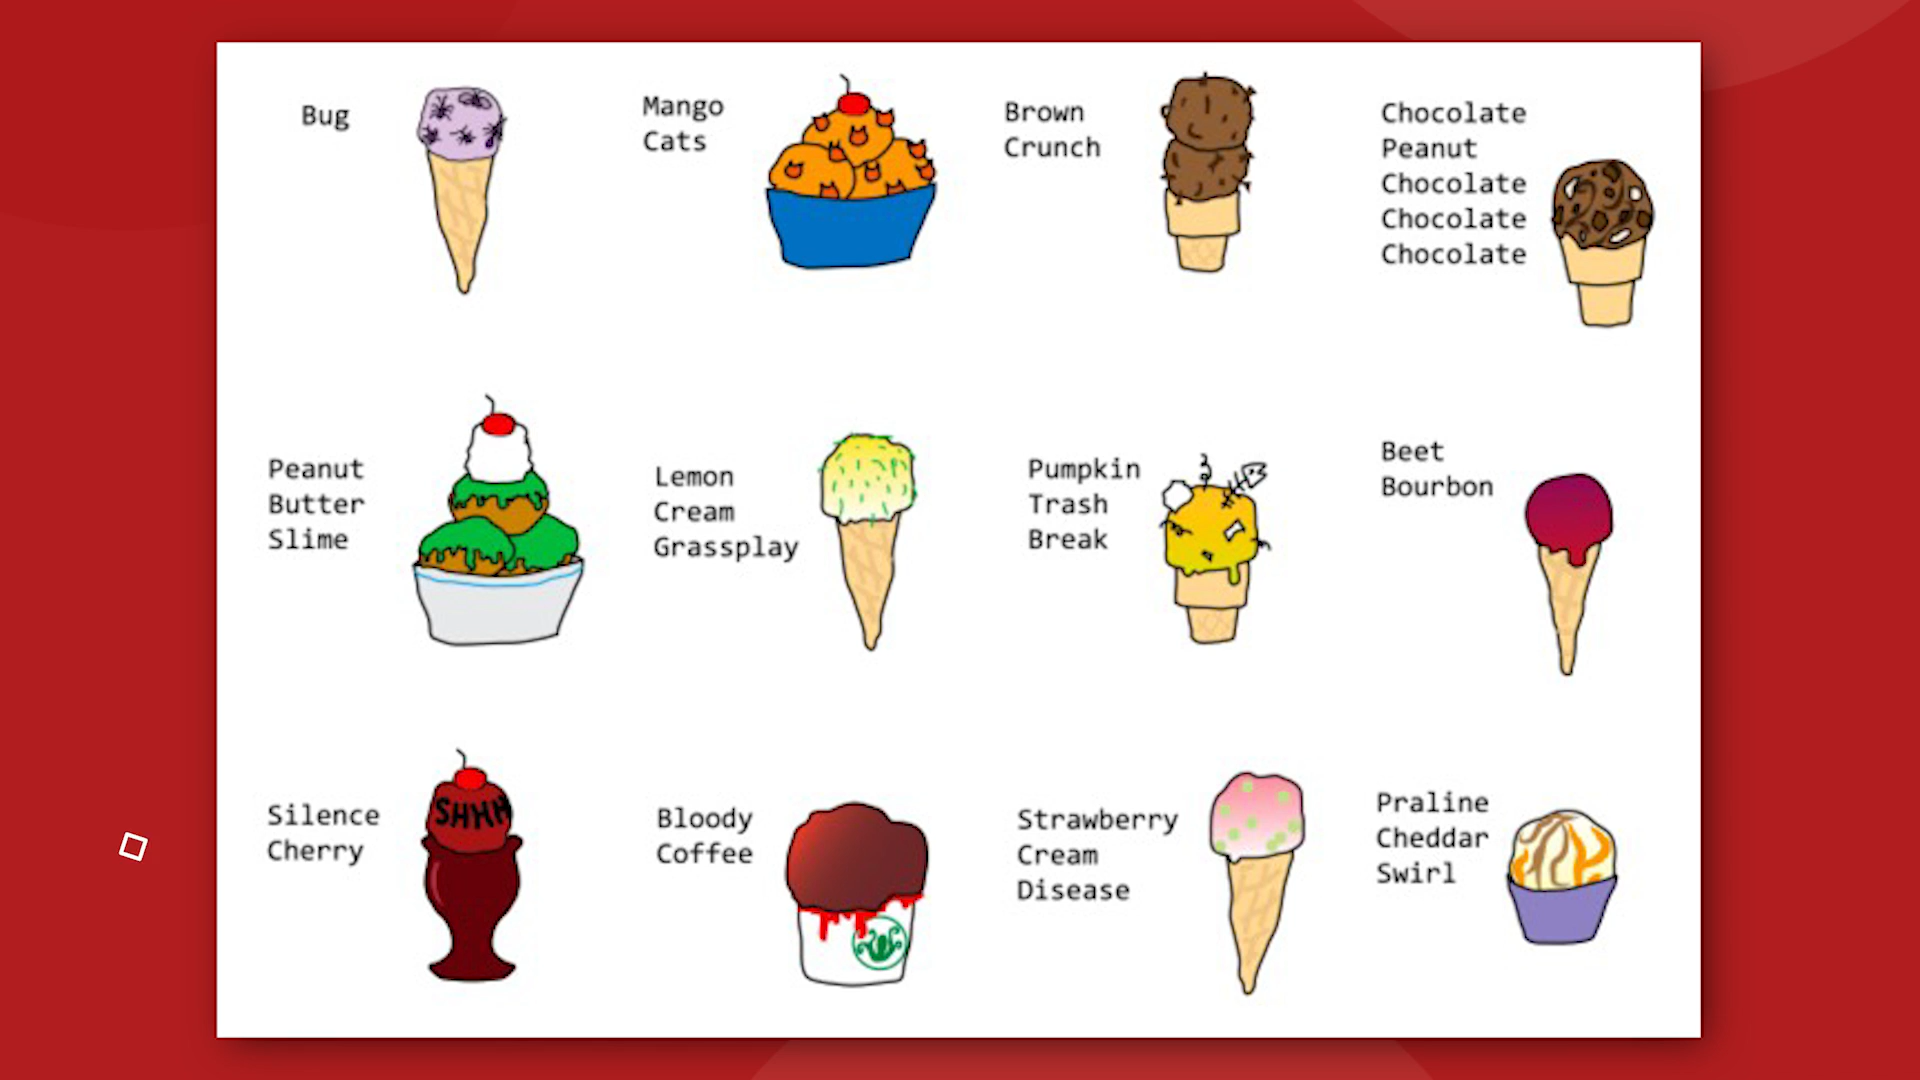 Bug
Mango
Cats
Brown
Crunch
Chocolate
Peanut
Chocolate
Chocolate
Chocolate
Peanut
Butter
Slime
Lemon
Cream
Grassplay
Pumpkin
Trash
Break
Beet
Bourbon
Silence
Cherry
SHHH
Bloody
Coffee
Strawberry
Cream
Disease
Praline
Cheddar
Swirl